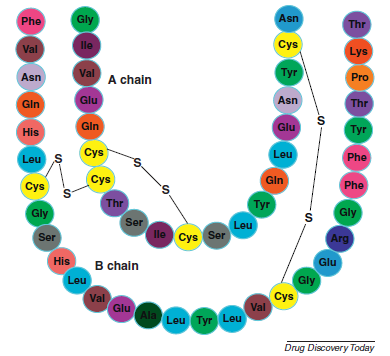 Phe
Val
Asn
Gln
His
Leu
Cys
Gly
Ser
His
Leu
Val
Glu
Ala
Leu
Tyr
Leu
Val
Cys
Gly
Glu
Arg
Gly
Phe
Phe
Tyr
Thr
Pro
Lys
Thr
B chain
Gly
Ile
Val
Glu
Gln
Cys
Cys
Thr
Ser
Ile
Cys
Ser
Leu
Tyr
Gln
Leu
Glu
Asn
Tyr
Cys
Asn
A chain
S
S
S
S
S
S
Drug Discovery Today